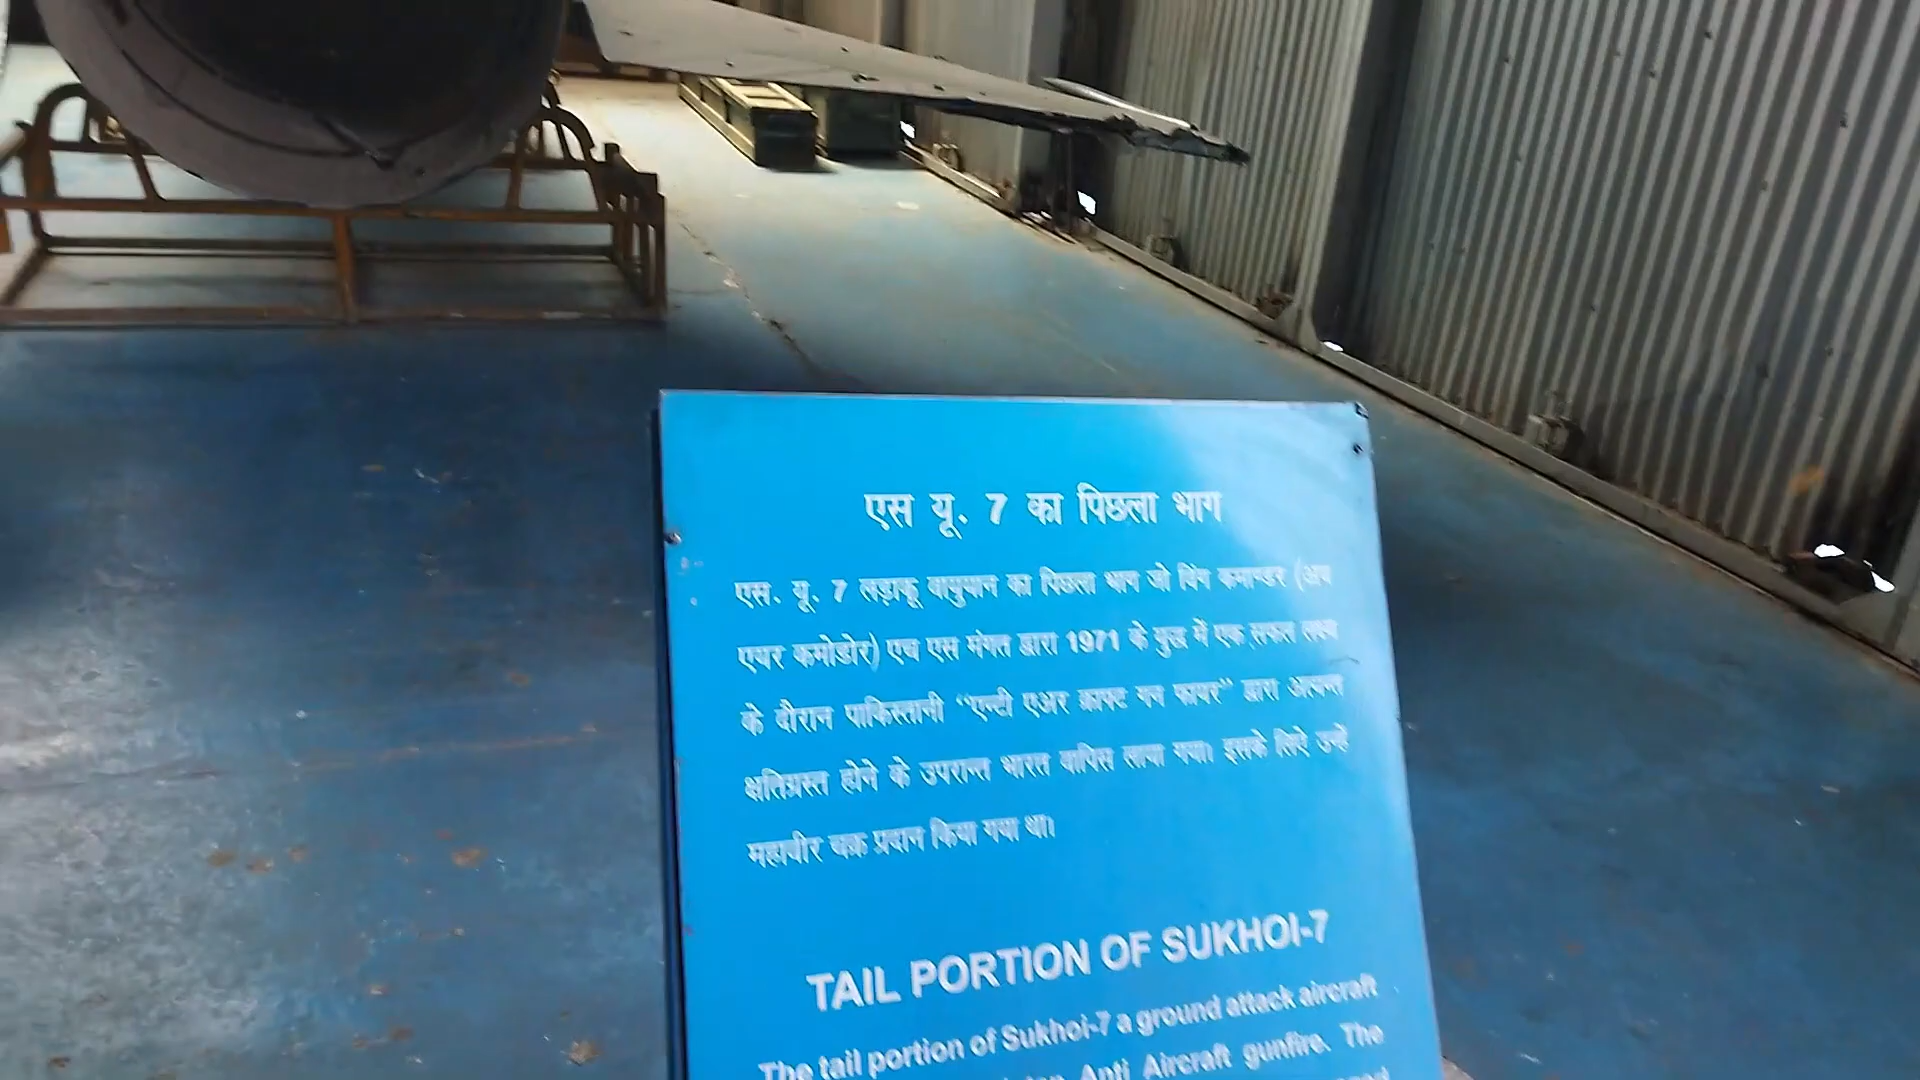 एस यू. 7 का पिछला भाग
एस. यू. 7 लड़ाकू वायुयान का पिछला भाग जो विंग कमान्डर (अब
एयर कमोडोर) एच एस मंगत द्वारा 1971 के युद्ध में एक सफल लक्ष्य
के दौरान पाकिस्तानी “एन्टी एअर क्राफ्ट गन फायर” द्वारा अत्यन्त
क्षतिग्रस्त होने के उपरान्त भारत वापिस लाया गया। इसके लिऐ उन्हें
महावीर चक्र प्रदान किया गया था।
TAIL PORTION OF SUKHOI-7
The tail portion of Sukhoi-7 a ground attack aircraft
Anti Aircraft gunfire. The